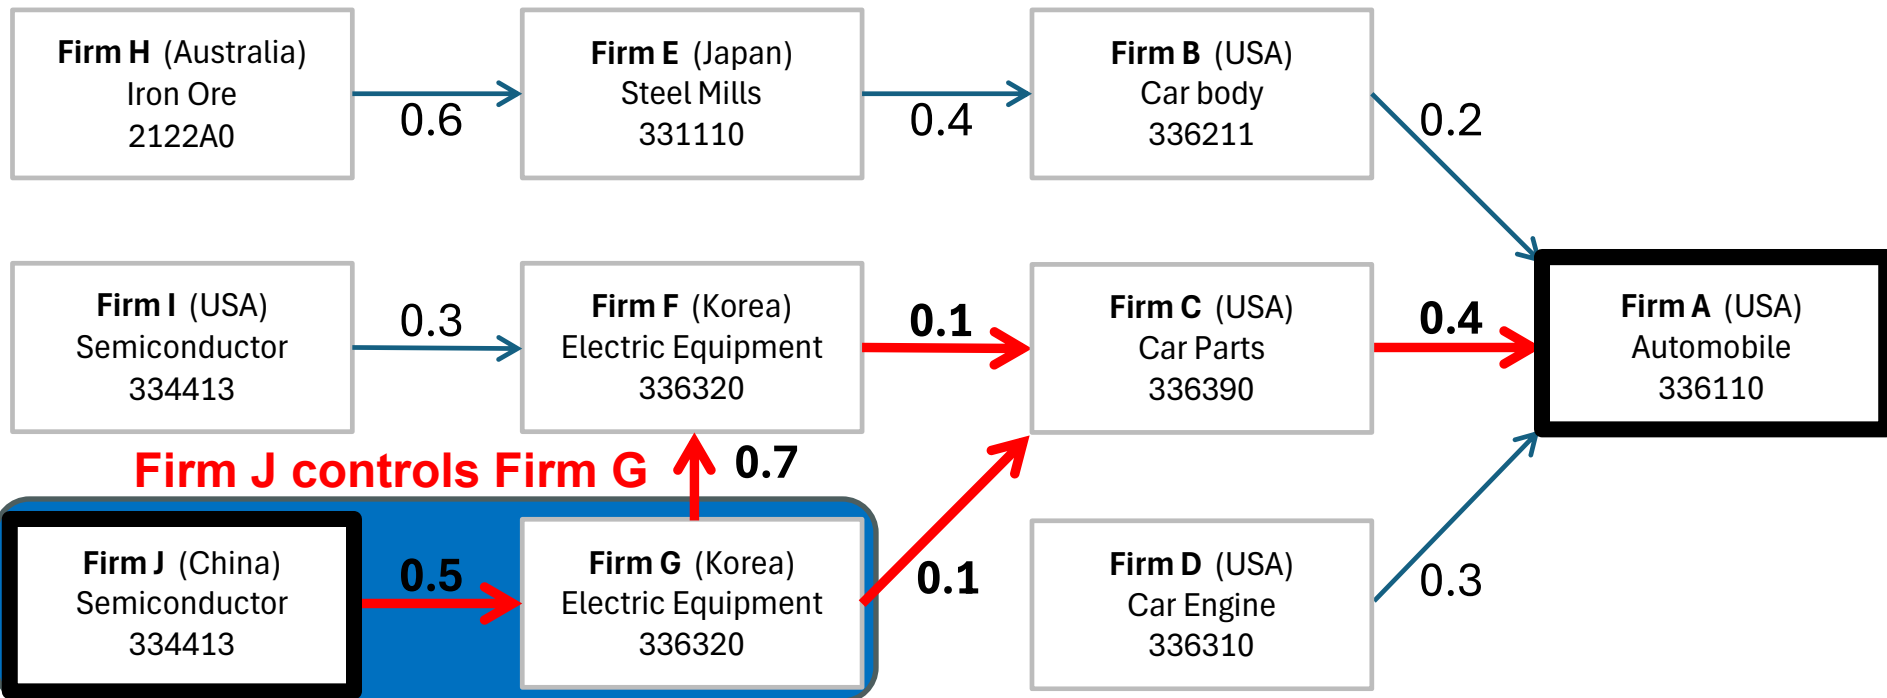 Firm H (Australia)
Iron Ore
2122A0
0.6
Firm E (Japan)
Steel Mills
331110
0.4
Firm B (USA)
Car body
336211
0.2
Firm I (USA)
Semiconductor
334413
0.3
Firm F (Korea)
Electric Equipment
336320
0.1
Firm C (USA)
Car Parts
336390
0.4
Firm A (USA)
Automobile
336110
Firm J controls Firm G
0.7
Firm J (China)
Semiconductor
334413
0.5
Firm G (Korea)
Electric Equipment
336320
0.1
Firm D (USA)
Car Engine
336310
0.3